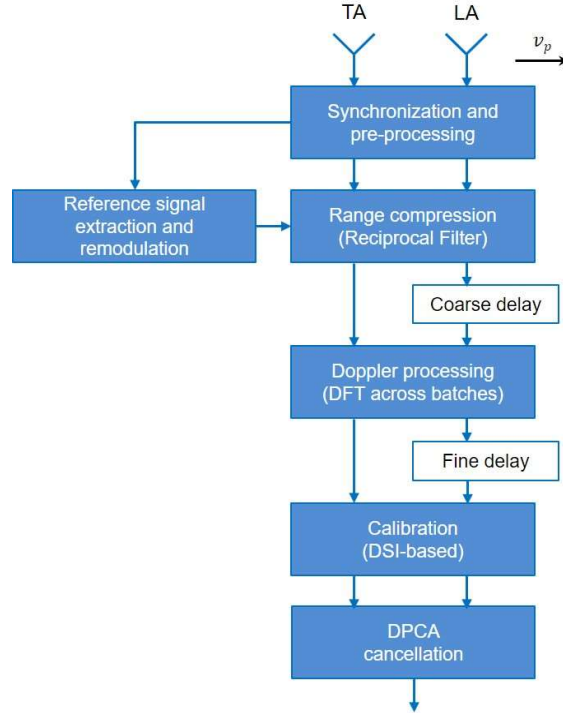 TA LA
v_p
Synchronization and
pre-processing
Reference signal
extraction and
remodulation
Range compression
(Reciprocal Filter)
Coarse delay
Doppler processing
(DFT across batches)
Fine delay
Calibration
(DSI-based)
DPCA
cancellation